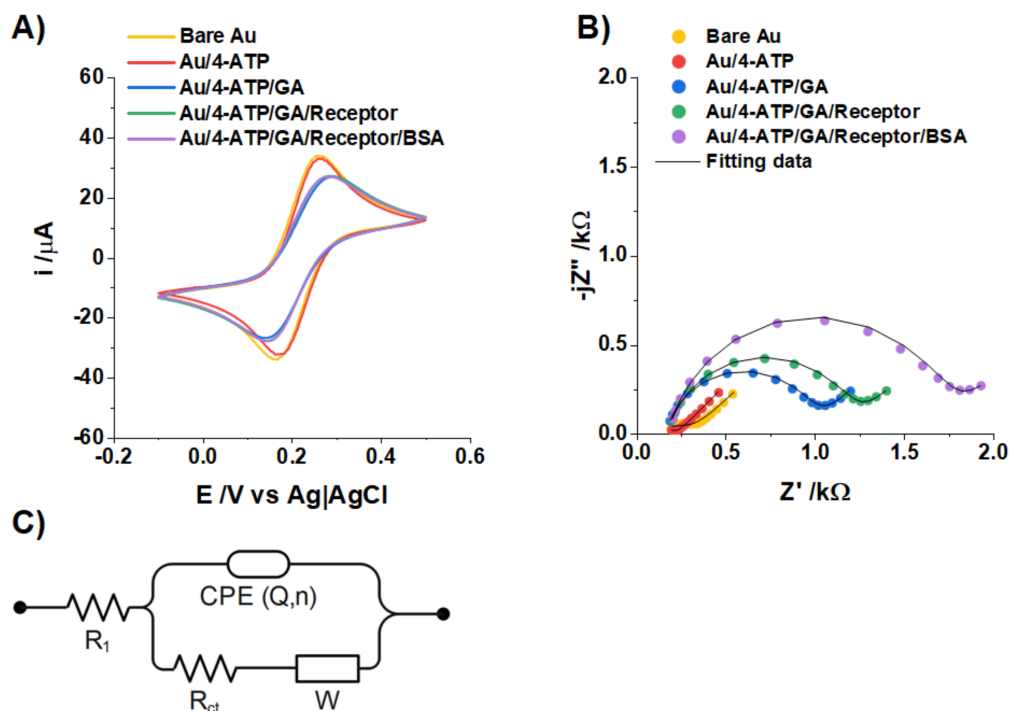 A)
Bare Au
Au/4-ATP
Au/4-ATP/GA
Au/4-ATP/GA/Receptor
Au/4-ATP/GA/Receptor/BSA
60
40
20
0
-20
-40
-60
-0.2
0.0
0.2
0.4
0.6
i /µA
E /V vs Ag|AgCl
B)
Bare Au
Au/4-ATP
Au/4-ATP/GA
Au/4-ATP/GA/Receptor
Au/4-ATP/GA/Receptor/BSA
Fitting data
2.0
1.5
1.0
0.5
0.0
0.0
0.5
1.0
1.5
2.0
-jZ" /kΩ
Z' /kΩ
C)
CPE (Q,n)
R1
Rct
W